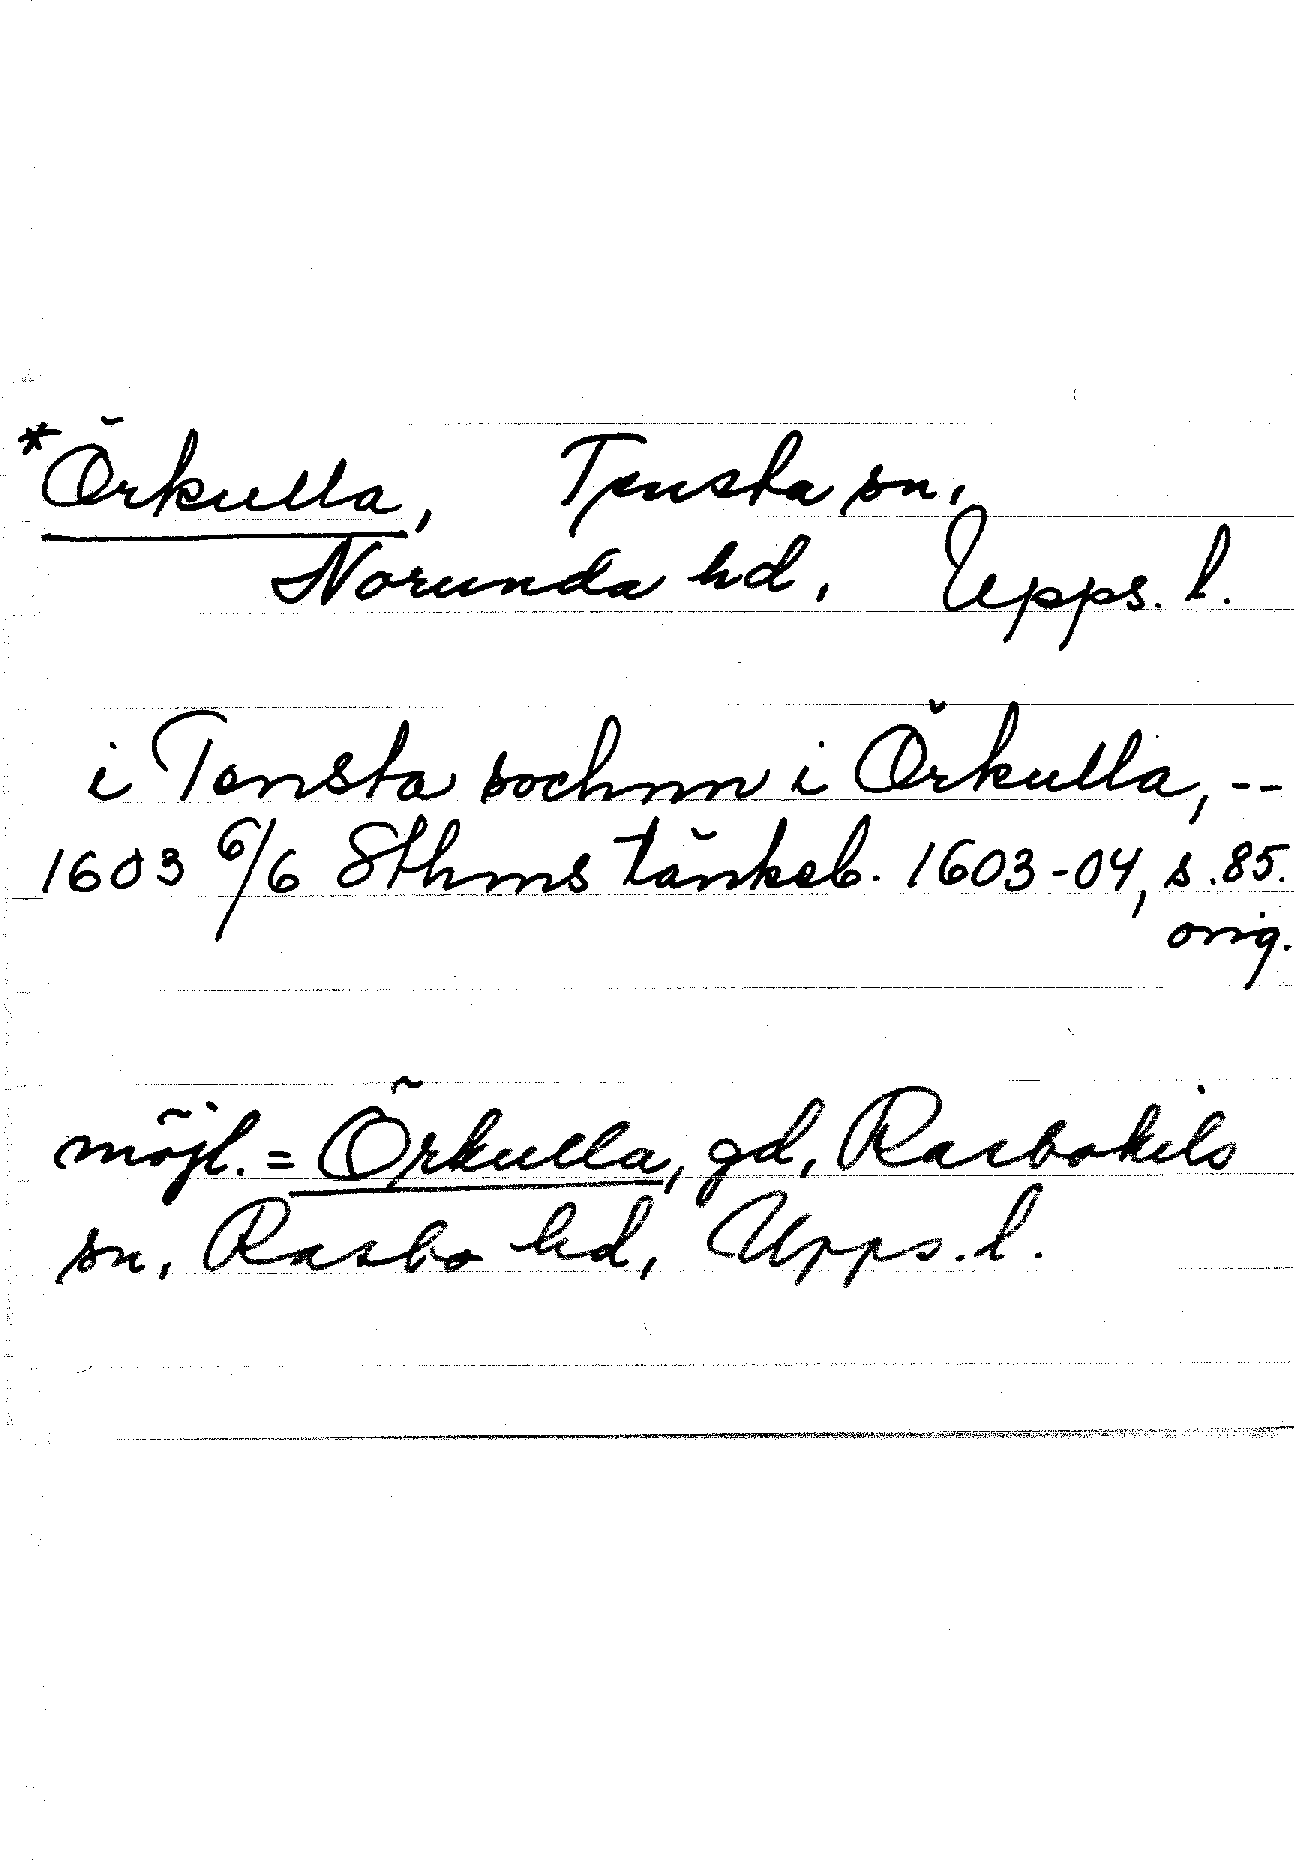 *Örkulla, Tensta sn,
Norunda hd, Upps. l.
i Tensta sochnn i Örkulla, --
1603 6/6 Sthms tänkeb. 1603-04, s. 85.
orig.
möjl. = Örkulla, gd, Rasbokils
sn, Rasbo hd, Upps. l.